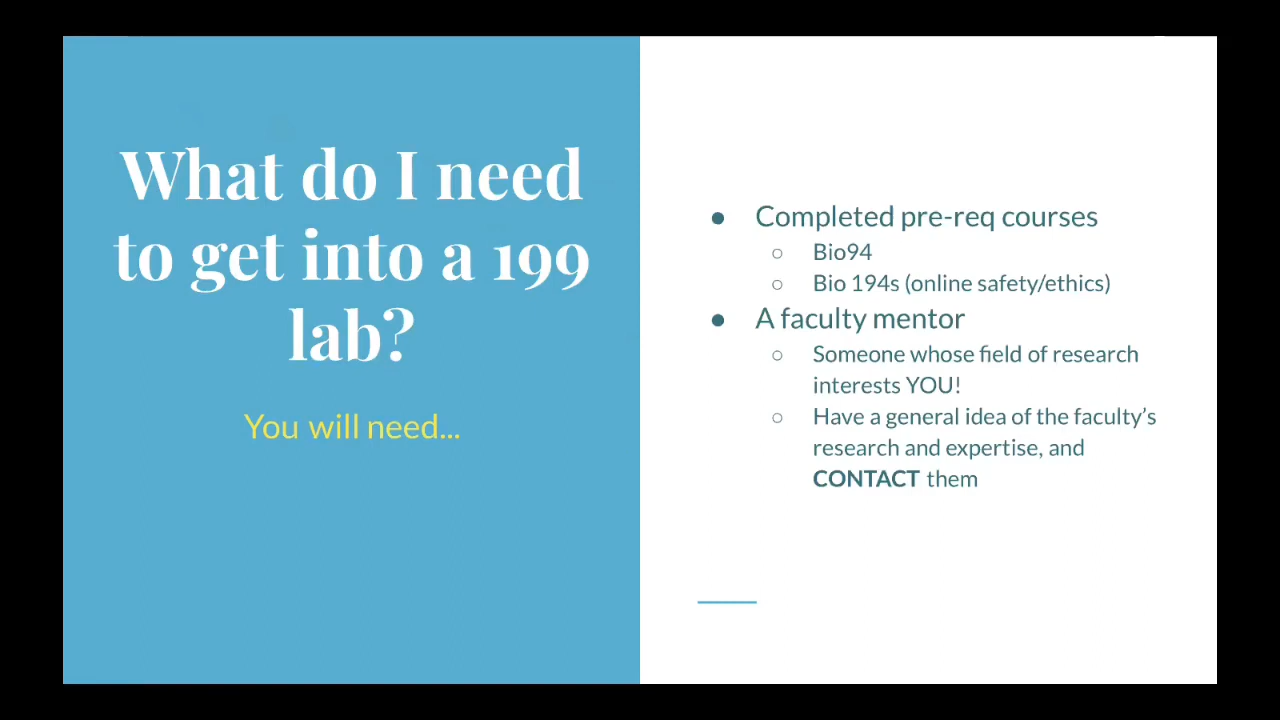 What do I need
to get into a 199
lab?
You will need...
● Completed pre-req courses
○ Bio94
○ Bio 194s (online safety/ethics)
● A faculty mentor
○ Someone whose field of research
interests YOU!
○ Have a general idea of the faculty's
research and expertise, and
CONTACT them